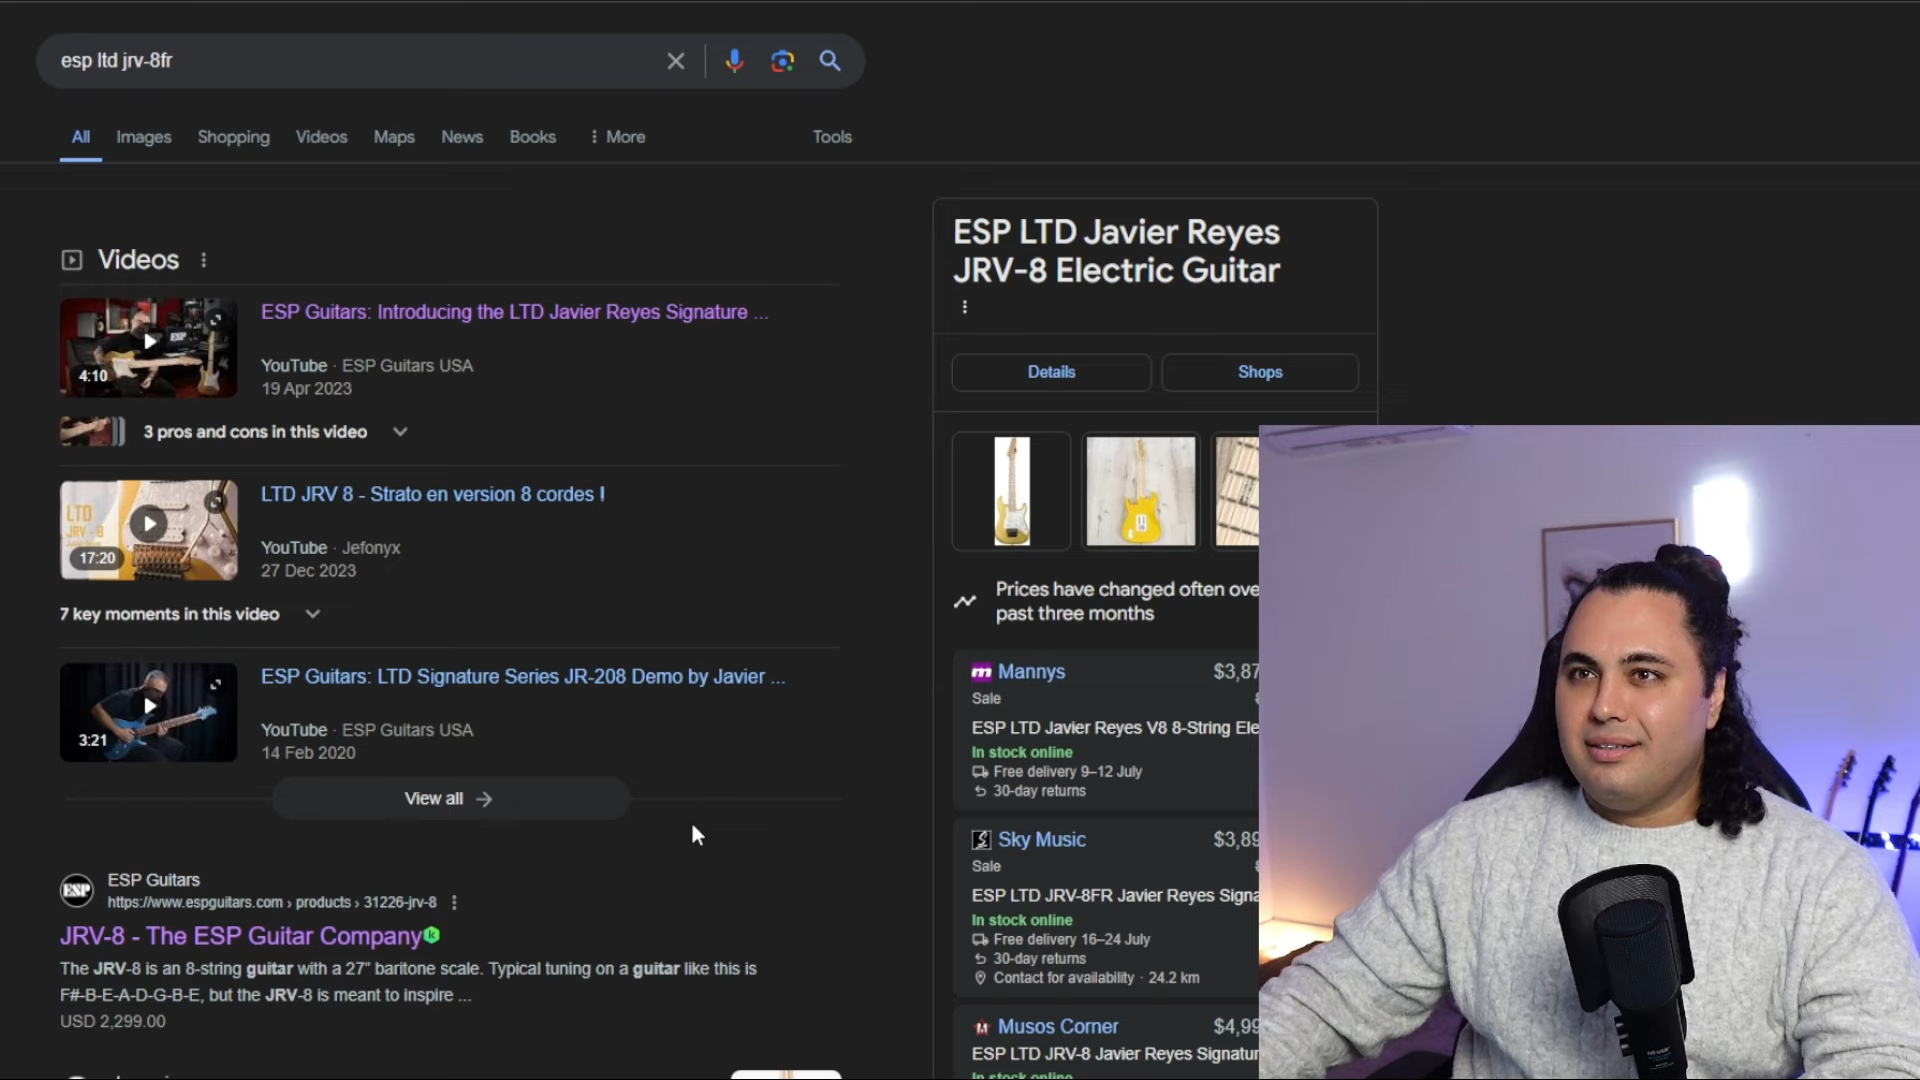 esp ltd jrv-8fr
All Images Shopping Videos Maps News Books More Tools
Videos
ESP Guitars: Introducing the LTD Javier Reyes Signature ...
YouTube · ESP Guitars USA
19 Apr 2023
4:10
3 pros and cons in this video
LTD JRV 8 - Strato en version 8 cordes !
YouTube · Jefonyx
27 Dec 2023
LTD
JRV - 8
17:20
7 key moments in this video
ESP Guitars: LTD Signature Series JR-208 Demo by Javier ...
YouTube · ESP Guitars USA
14 Feb 2020
3:21
View all
ESP
ESP Guitars
https://www.espguitars.com › products › 31226-jrv-8
JRV-8 - The ESP Guitar Company
The JRV-8 is an 8-string guitar with a 27" baritone scale. Typical tuning on a guitar like this is
F#-B-E-A-D-G-B-E, but the JRV-8 is meant to inspire ...
USD 2,299.00
ESP LTD Javier Reyes
JRV-8 Electric Guitar
Details Shops
Prices have changed often ove
past three months
Mannys $3,87
Sale
ESP LTD Javier Reyes V8 8-String Ele
In stock online
Free delivery 9–12 July
30-day returns
Sky Music $3,89
Sale
ESP LTD JRV-8FR Javier Reyes Signa
In stock online
Free delivery 16–24 July
30-day returns
Contact for availability · 24.2 km
Musos Corner $4,99
ESP LTD JRV-8 Javier Reyes Signatur
In stock online